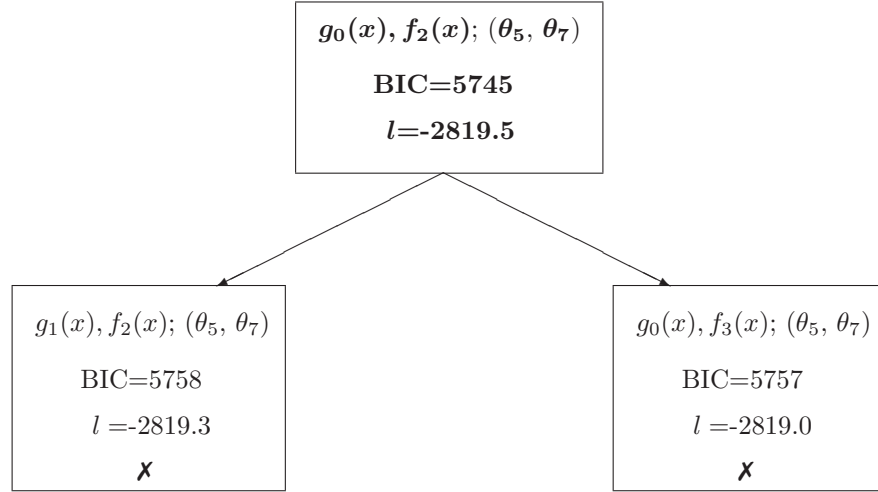 g₀(x), f₂(x); (θ₅, θ₇)
BIC=5745
l=-2819.5
g₁(x), f₂(x); (θ₅, θ₇)
BIC=5758
l =-2819.3
✗
g₀(x), f₃(x); (θ₅, θ₇)
BIC=5757
l =-2819.0
✗